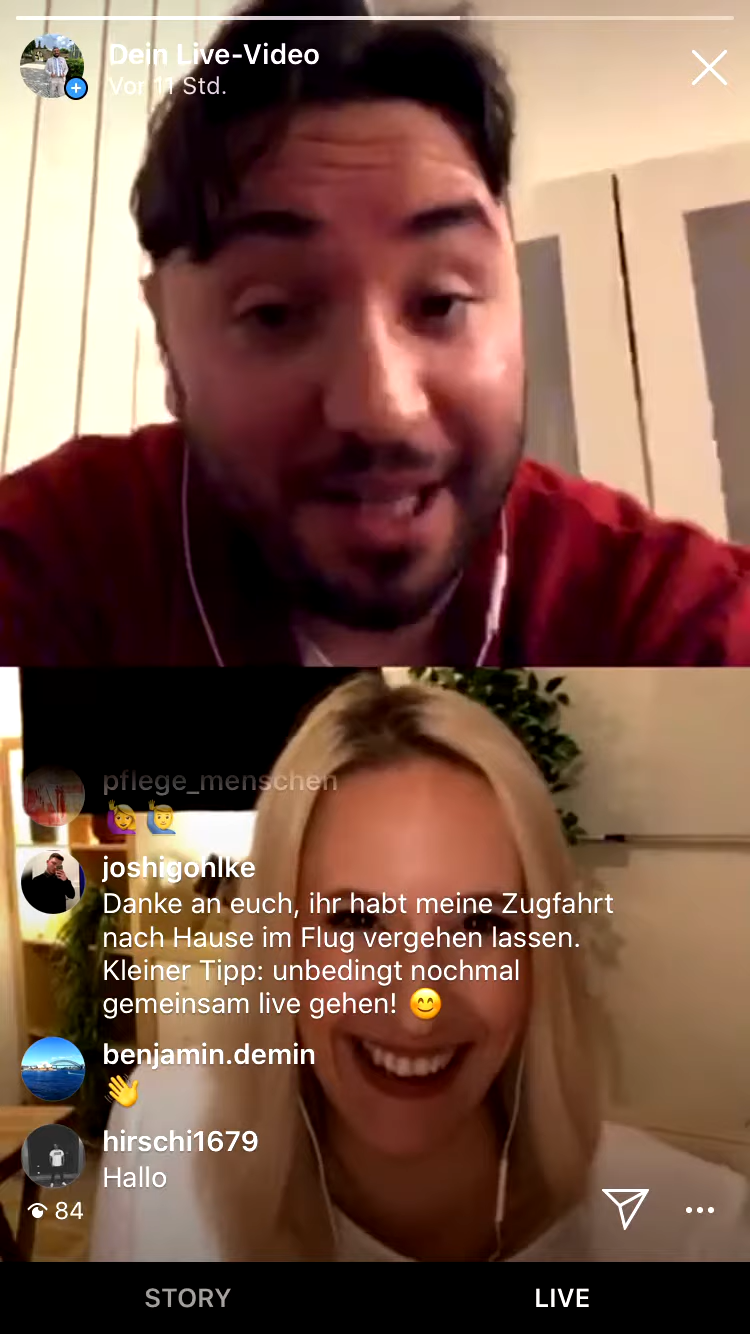 Dein Live-Video
Vor 11 Std.
pflege_menschen
🙋‍♀️🙋‍♂️
joshigohlke
Danke an euch, ihr habt meine Zugfahrt
nach Hause im Flug vergehen lassen.
Kleiner Tipp: unbedingt nochmal
gemeinsam live gehen! 😊
benjamin.demin
👋
hirschi1679
Hallo
84
STORY
LIVE